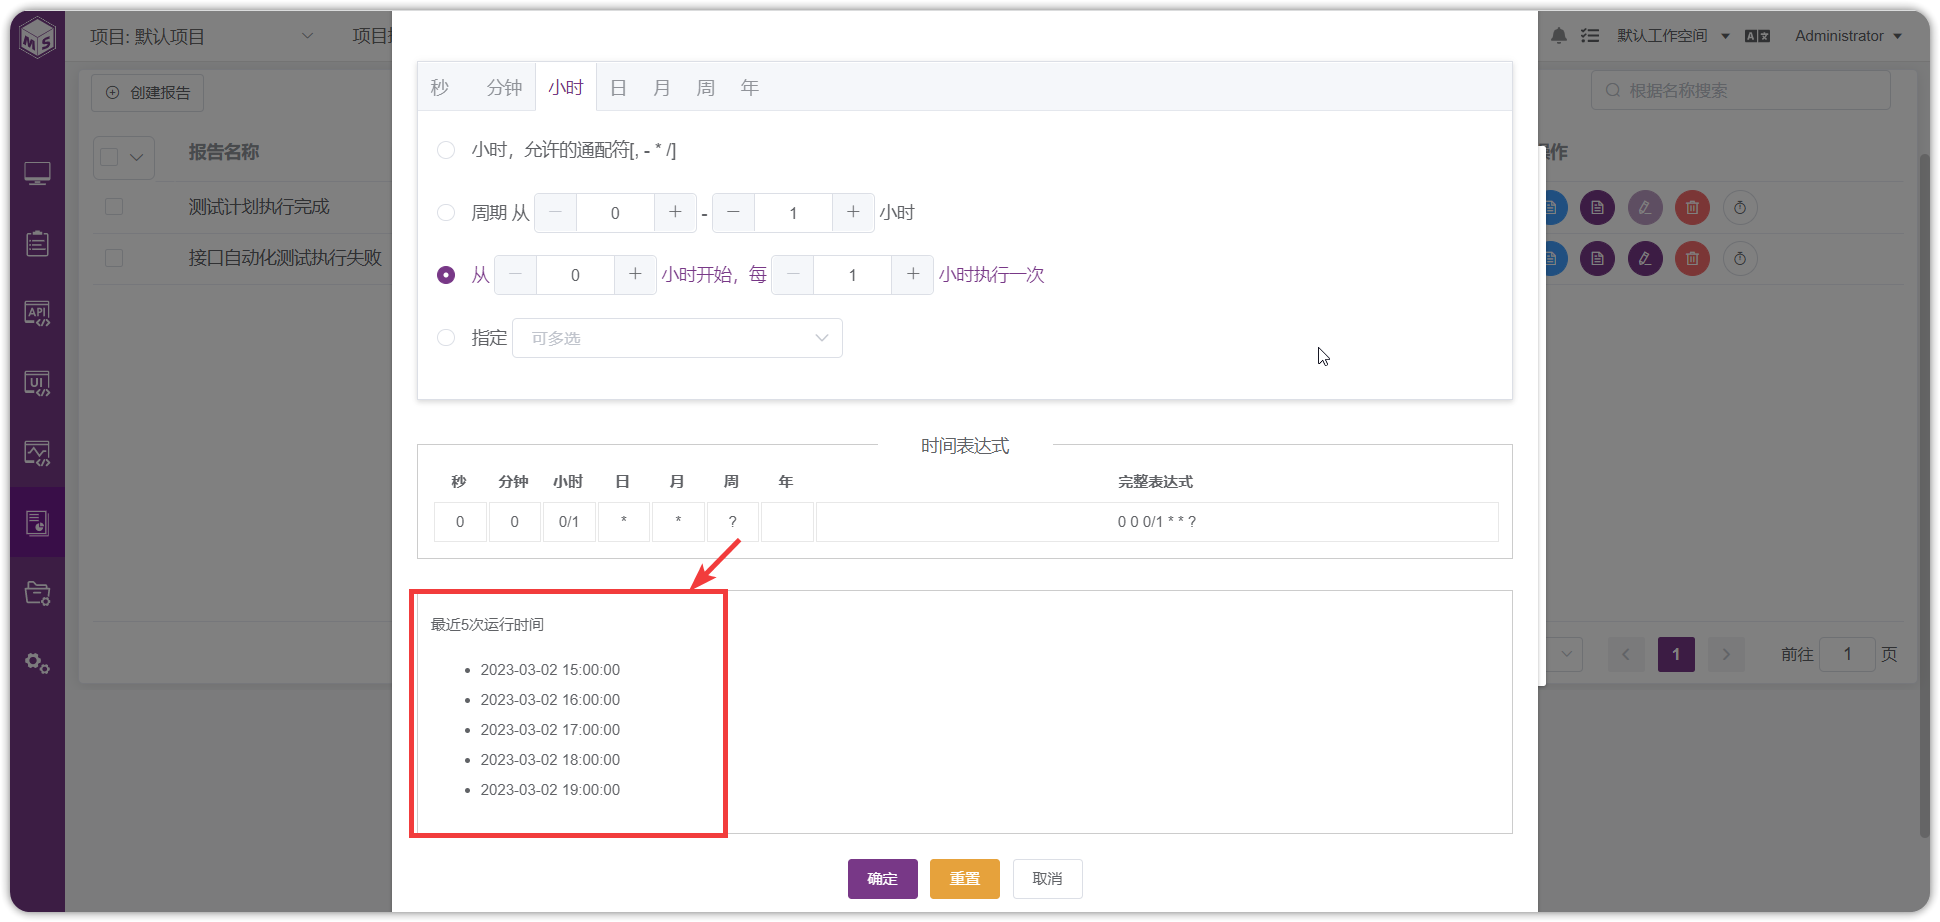 MS
项目: 默认项目
项目
默认工作空间
Administrator
创建报告
根据名称搜索
报告名称
操作
测试计划执行完成
接口自动化测试执行失败
API
UI
秒 分钟 小时 日 月 周 年
小时，允许的通配符[, - * /]
周期 从 0 - 1 小时
从 0 小时开始，每 1 小时执行一次
指定 可多选
时间表达式
秒 分钟 小时 日 月 周 年 完整表达式
0 0 0/1 * * ? 0 0 0/1 * * ?
最近5次运行时间
2023-03-02 15:00:00
2023-03-02 16:00:00
2023-03-02 17:00:00
2023-03-02 18:00:00
2023-03-02 19:00:00
1 前往 1 页
确定 重置 取消